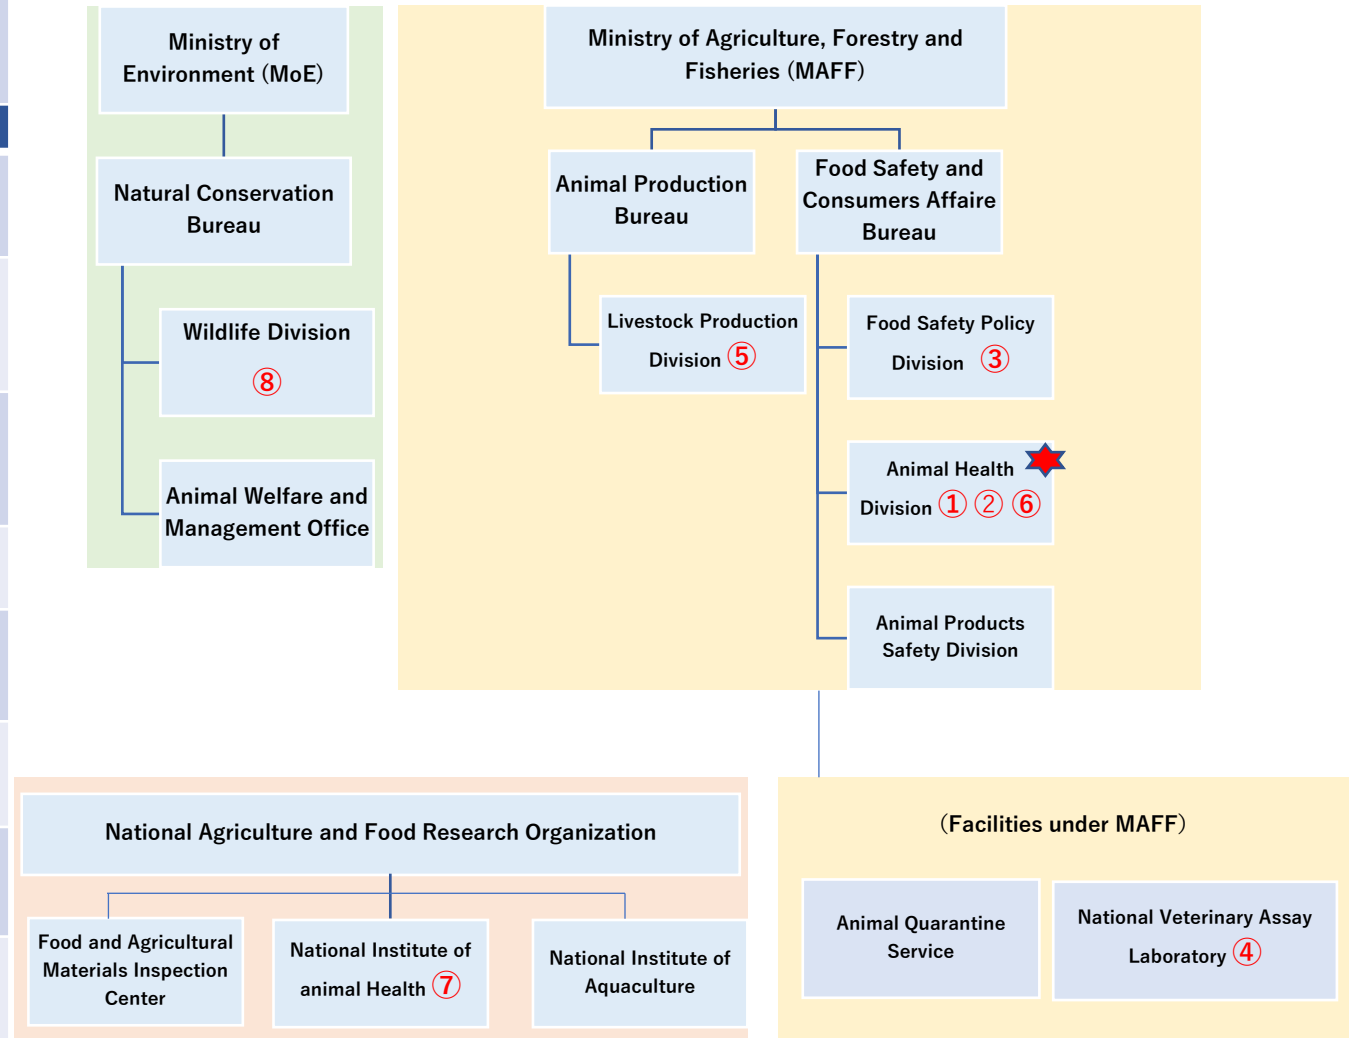 Ministry of
Environment (MoE)
Natural Conservation
Bureau
Wildlife Division
⑧
Animal Welfare and
Management Office
Ministry of Agriculture, Forestry and
Fisheries (MAFF)
Animal Production
Bureau
Livestock Production
Division ⑤
Food Safety and
Consumers Affaire
Bureau
Food Safety Policy
Division ③
Animal Health
Division ① ② ⑥
Animal Products
Safety Division
National Agriculture and Food Research Organization
Food and Agricultural
Materials Inspection
Center
National Institute of
animal Health ⑦
National Institute of
Aquaculture
(Facilities under MAFF)
Animal Quarantine
Service
National Veterinary Assay
Laboratory ④